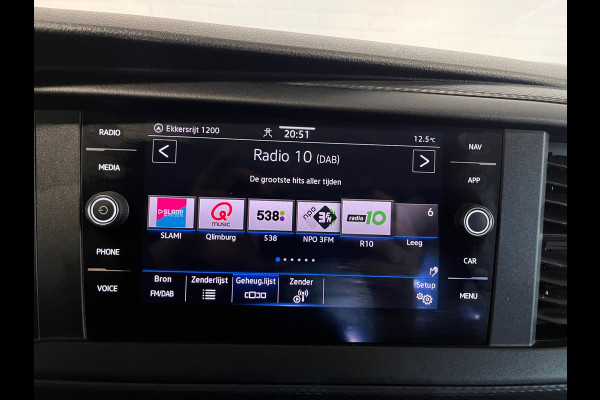 RADIO
MEDIA
PHONE
VOICE
Ekkersrijt 1200
20:51
12.5°C
Radio 10 (DAB)
De grootste hits aller tijden
SLAM!
Q
music
538
npo 3FM
radio 10
6
SLAM!
Qlimburg
538
NPO 3FM
R10
Leeg
Bron
FM/DAB
Zenderlijst
Geheug.lijst
Zender
Setup
NAV
APP
CAR
MENU